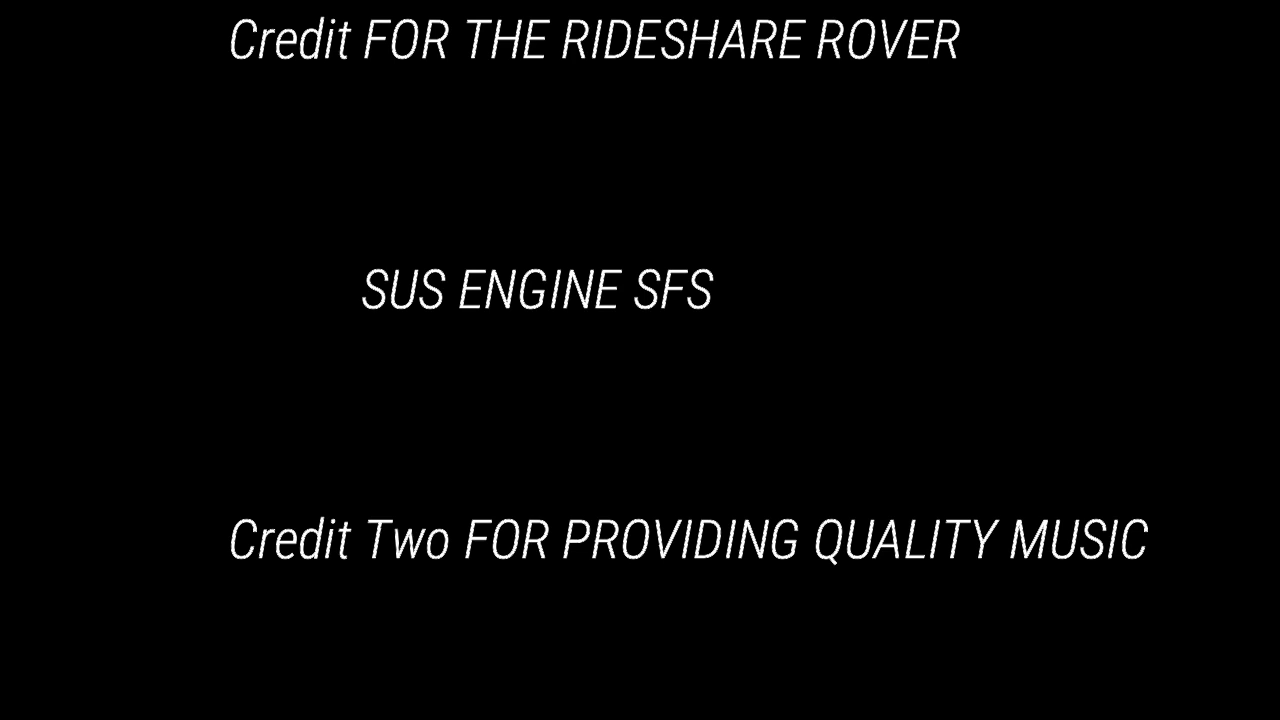 Credit FOR THE RIDESHARE ROVER
SUS ENGINE SFS
Credit Two FOR PROVIDING QUALITY MUSIC